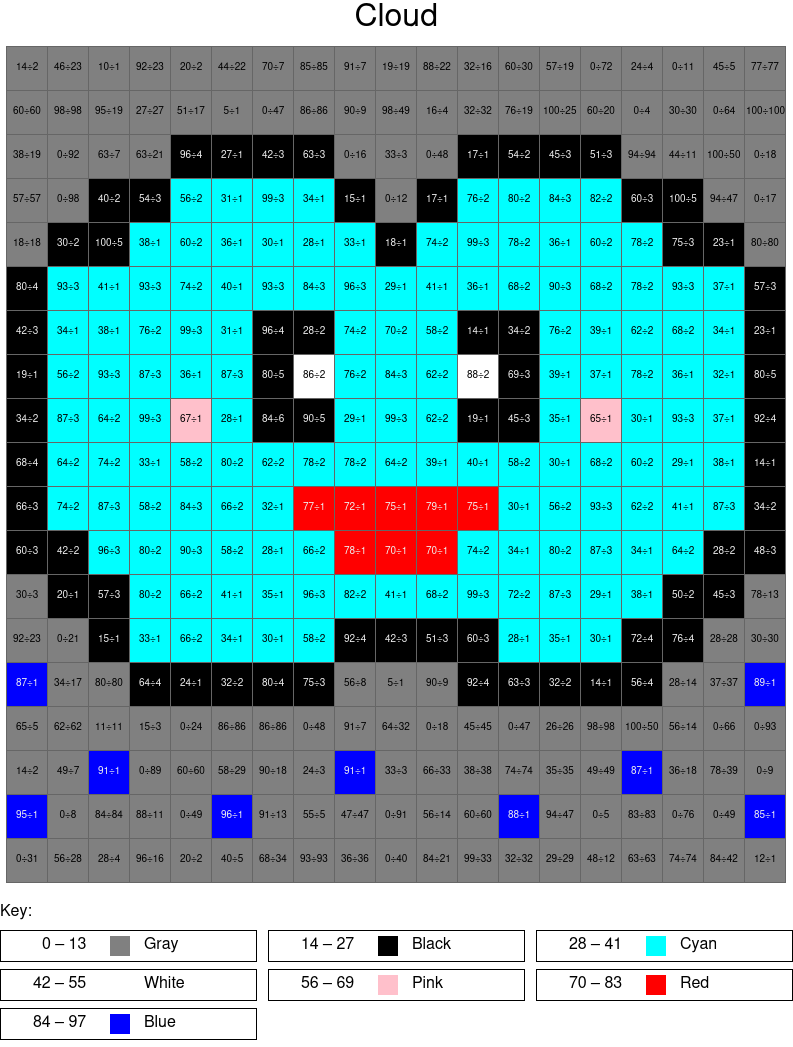 Cloud
14÷2 46÷23 10÷1 92÷23 20÷2 44÷22 70÷7 85÷85 91÷7 19÷19 88÷22 32÷16 60÷30 57÷19 0÷72 24÷4 0÷11 45÷5 77÷77
60÷60 98÷98 95÷19 27÷27 51÷17 5÷1 0÷47 86÷86 90÷9 98÷49 16÷4 32÷32 76÷19 100÷25 60÷20 0÷4 30÷30 0÷64 100÷100
38÷19 0÷92 63÷7 63÷21 96÷4 27÷1 42÷3 63÷3 0÷16 33÷3 0÷48 17÷1 54÷2 45÷3 51÷3 94÷94 44÷11 100÷50 0÷18
57÷57 0÷98 40÷2 54÷3 56÷2 31÷1 99÷3 34÷1 15÷1 0÷12 17÷1 76÷2 80÷2 84÷3 82÷2 60÷3 100÷5 94÷47 0÷17
18÷18 30÷2 100÷5 38÷1 60÷2 36÷1 30÷1 28÷1 33÷1 18÷1 74÷2 99÷3 78÷2 36÷1 60÷2 78÷2 75÷3 23÷1 80÷80
80÷4 93÷3 41÷1 93÷3 74÷2 40÷1 93÷3 84÷3 96÷3 29÷1 41÷1 36÷1 68÷2 90÷3 68÷2 78÷2 93÷3 37÷1 57÷3
42÷3 34÷1 38÷1 76÷2 99÷3 31÷1 96÷4 28÷2 74÷2 70÷2 58÷2 14÷1 34÷2 76÷2 39÷1 62÷2 68÷2 34÷1 23÷1
19÷1 56÷2 93÷3 87÷3 36÷1 87÷3 80÷5 86÷2 76÷2 84÷3 62÷2 88÷2 69÷3 39÷1 37÷1 78÷2 36÷1 32÷1 80÷5
34÷2 87÷3 64÷2 99÷3 67÷1 28÷1 84÷6 90÷5 29÷1 99÷3 62÷2 19÷1 45÷3 35÷1 65÷1 30÷1 93÷3 37÷1 92÷4
68÷4 64÷2 74÷2 33÷1 58÷2 80÷2 62÷2 78÷2 78÷2 64÷2 39÷1 40÷1 58÷2 30÷1 68÷2 60÷2 29÷1 38÷1 14÷1
66÷3 74÷2 87÷3 58÷2 84÷3 66÷2 32÷1 77÷1 72÷1 75÷1 79÷1 75÷1 30÷1 56÷2 93÷3 62÷2 41÷1 87÷3 34÷2
60÷3 42÷2 96÷3 80÷2 90÷3 58÷2 28÷1 66÷2 78÷1 70÷1 70÷1 74÷2 34÷1 80÷2 87÷3 34÷1 64÷2 28÷2 48÷3
30÷3 20÷1 57÷3 80÷2 66÷2 41÷1 35÷1 96÷3 82÷2 41÷1 68÷2 99÷3 72÷2 87÷3 29÷1 38÷1 50÷2 45÷3 78÷13
92÷23 0÷21 15÷1 33÷1 66÷2 34÷1 30÷1 58÷2 92÷4 42÷3 51÷3 60÷3 28÷1 35÷1 30÷1 72÷4 76÷4 28÷28 30÷30
87÷1 34÷17 80÷80 64÷4 24÷1 32÷2 80÷4 75÷3 56÷8 5÷1 90÷9 92÷4 63÷3 32÷2 14÷1 56÷4 28÷14 37÷37 89÷1
65÷5 62÷62 11÷11 15÷3 0÷24 86÷86 86÷86 0÷48 91÷7 64÷32 0÷18 45÷45 0÷47 26÷26 98÷98 100÷50 56÷14 0÷66 0÷93
14÷2 49÷7 91÷1 0÷89 60÷60 58÷29 90÷18 24÷3 91÷1 33÷3 66÷33 38÷38 74÷74 35÷35 49÷49 87÷1 36÷18 78÷39 0÷9
95÷1 0÷8 84÷84 88÷11 0÷49 96÷1 91÷13 55÷5 47÷47 0÷91 56÷14 60÷60 88÷1 94÷47 0÷5 83÷83 0÷76 0÷49 85÷1
0÷31 56÷28 28÷4 96÷16 20÷2 40÷5 68÷34 93÷93 36÷36 0÷40 84÷21 99÷33 32÷32 29÷29 48÷12 63÷63 74÷74 84÷42 12÷1
Key:
0 – 13 Gray 14 – 27 Black 28 – 41 Cyan
42 – 55 White 56 – 69 Pink 70 – 83 Red
84 – 97 Blue